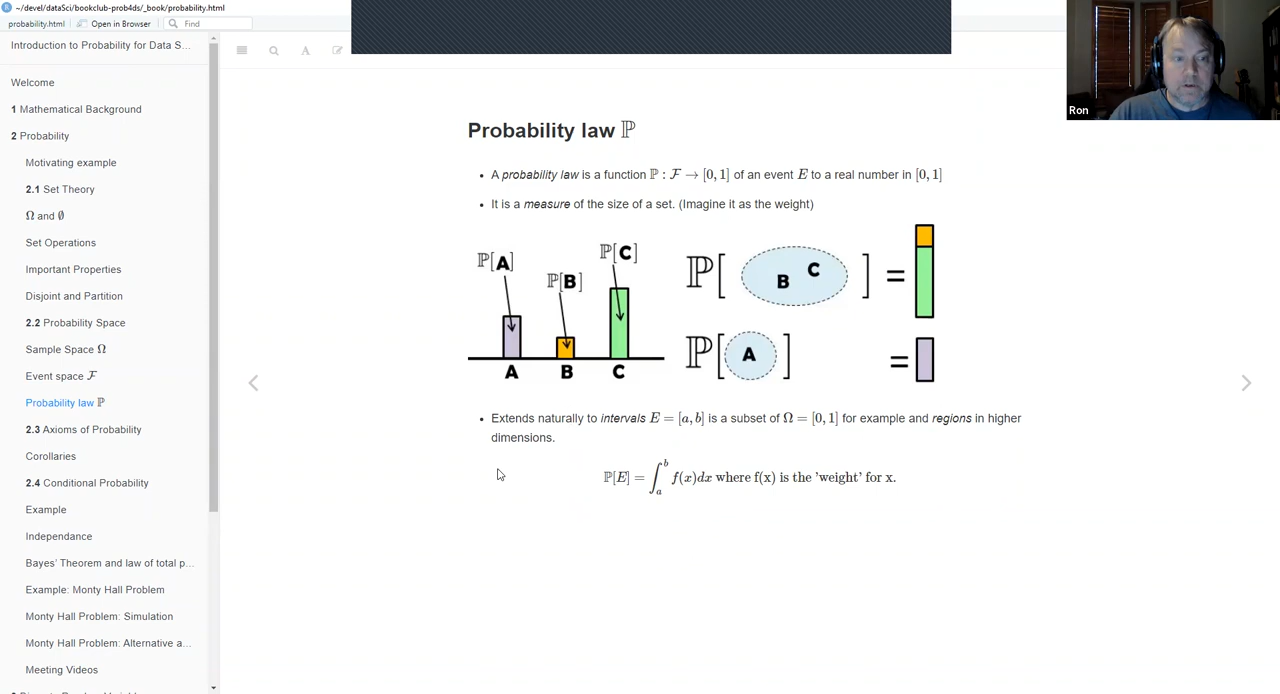 ~/devel/dataSci/bookclub-prob4ds/_book/probability.html
probability.html
Open in Browser
Find
Introduction to Probability for Data S...
Welcome
1 Mathematical Background
2 Probability
Motivating example
2.1 Set Theory
Ω and ∅
Set Operations
Important Properties
Disjoint and Partition
2.2 Probability Space
Sample Space Ω
Event space ℱ
Probability law ℙ
2.3 Axioms of Probability
Corollaries
2.4 Conditional Probability
Example
Independance
Bayes' Theorem and law of total p...
Example: Monty Hall Problem
Monty Hall Problem: Simulation
Monty Hall Problem: Alternative a...
Meeting Videos
A
Ron
Probability law ℙ
• A probability law is a function ℙ : ℱ → [0, 1] of an event E to a real number in [0, 1]
• It is a measure of the size of a set. (Imagine it as the weight)
ℙ[A]
ℙ[B]
ℙ[C]
A B C
ℙ[ B C ] =
ℙ[ A ] =
• Extends naturally to intervals E = [a, b] is a subset of Ω = [0, 1] for example and regions in higher
dimensions.
ℙ[E] = ∫_a^b f(x)dx where f(x) is the 'weight' for x.